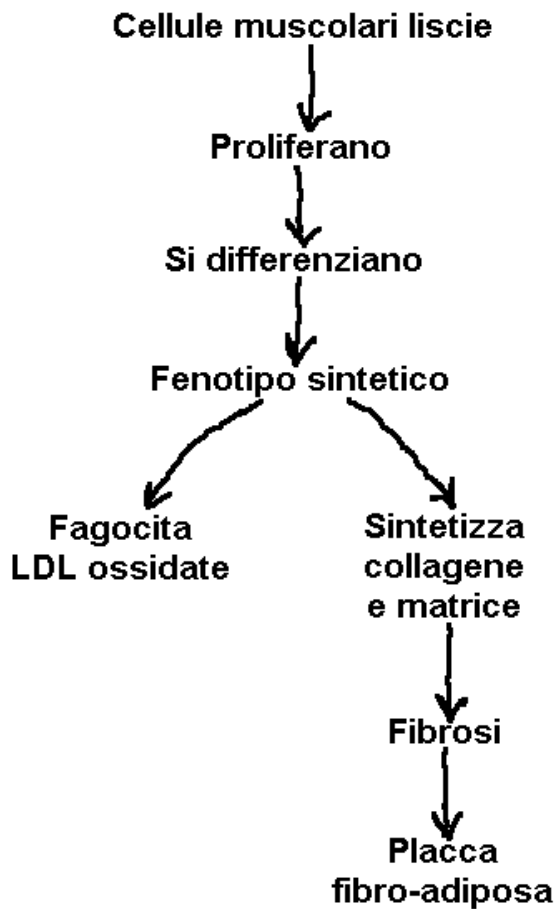 Cellule muscolari liscie
Proliferano
Si differenziano
Fenotipo sintetico
Fagocita
LDL ossidate
Sintetizza
collagene
e matrice
Fibrosi
Placca
fibro-adiposa